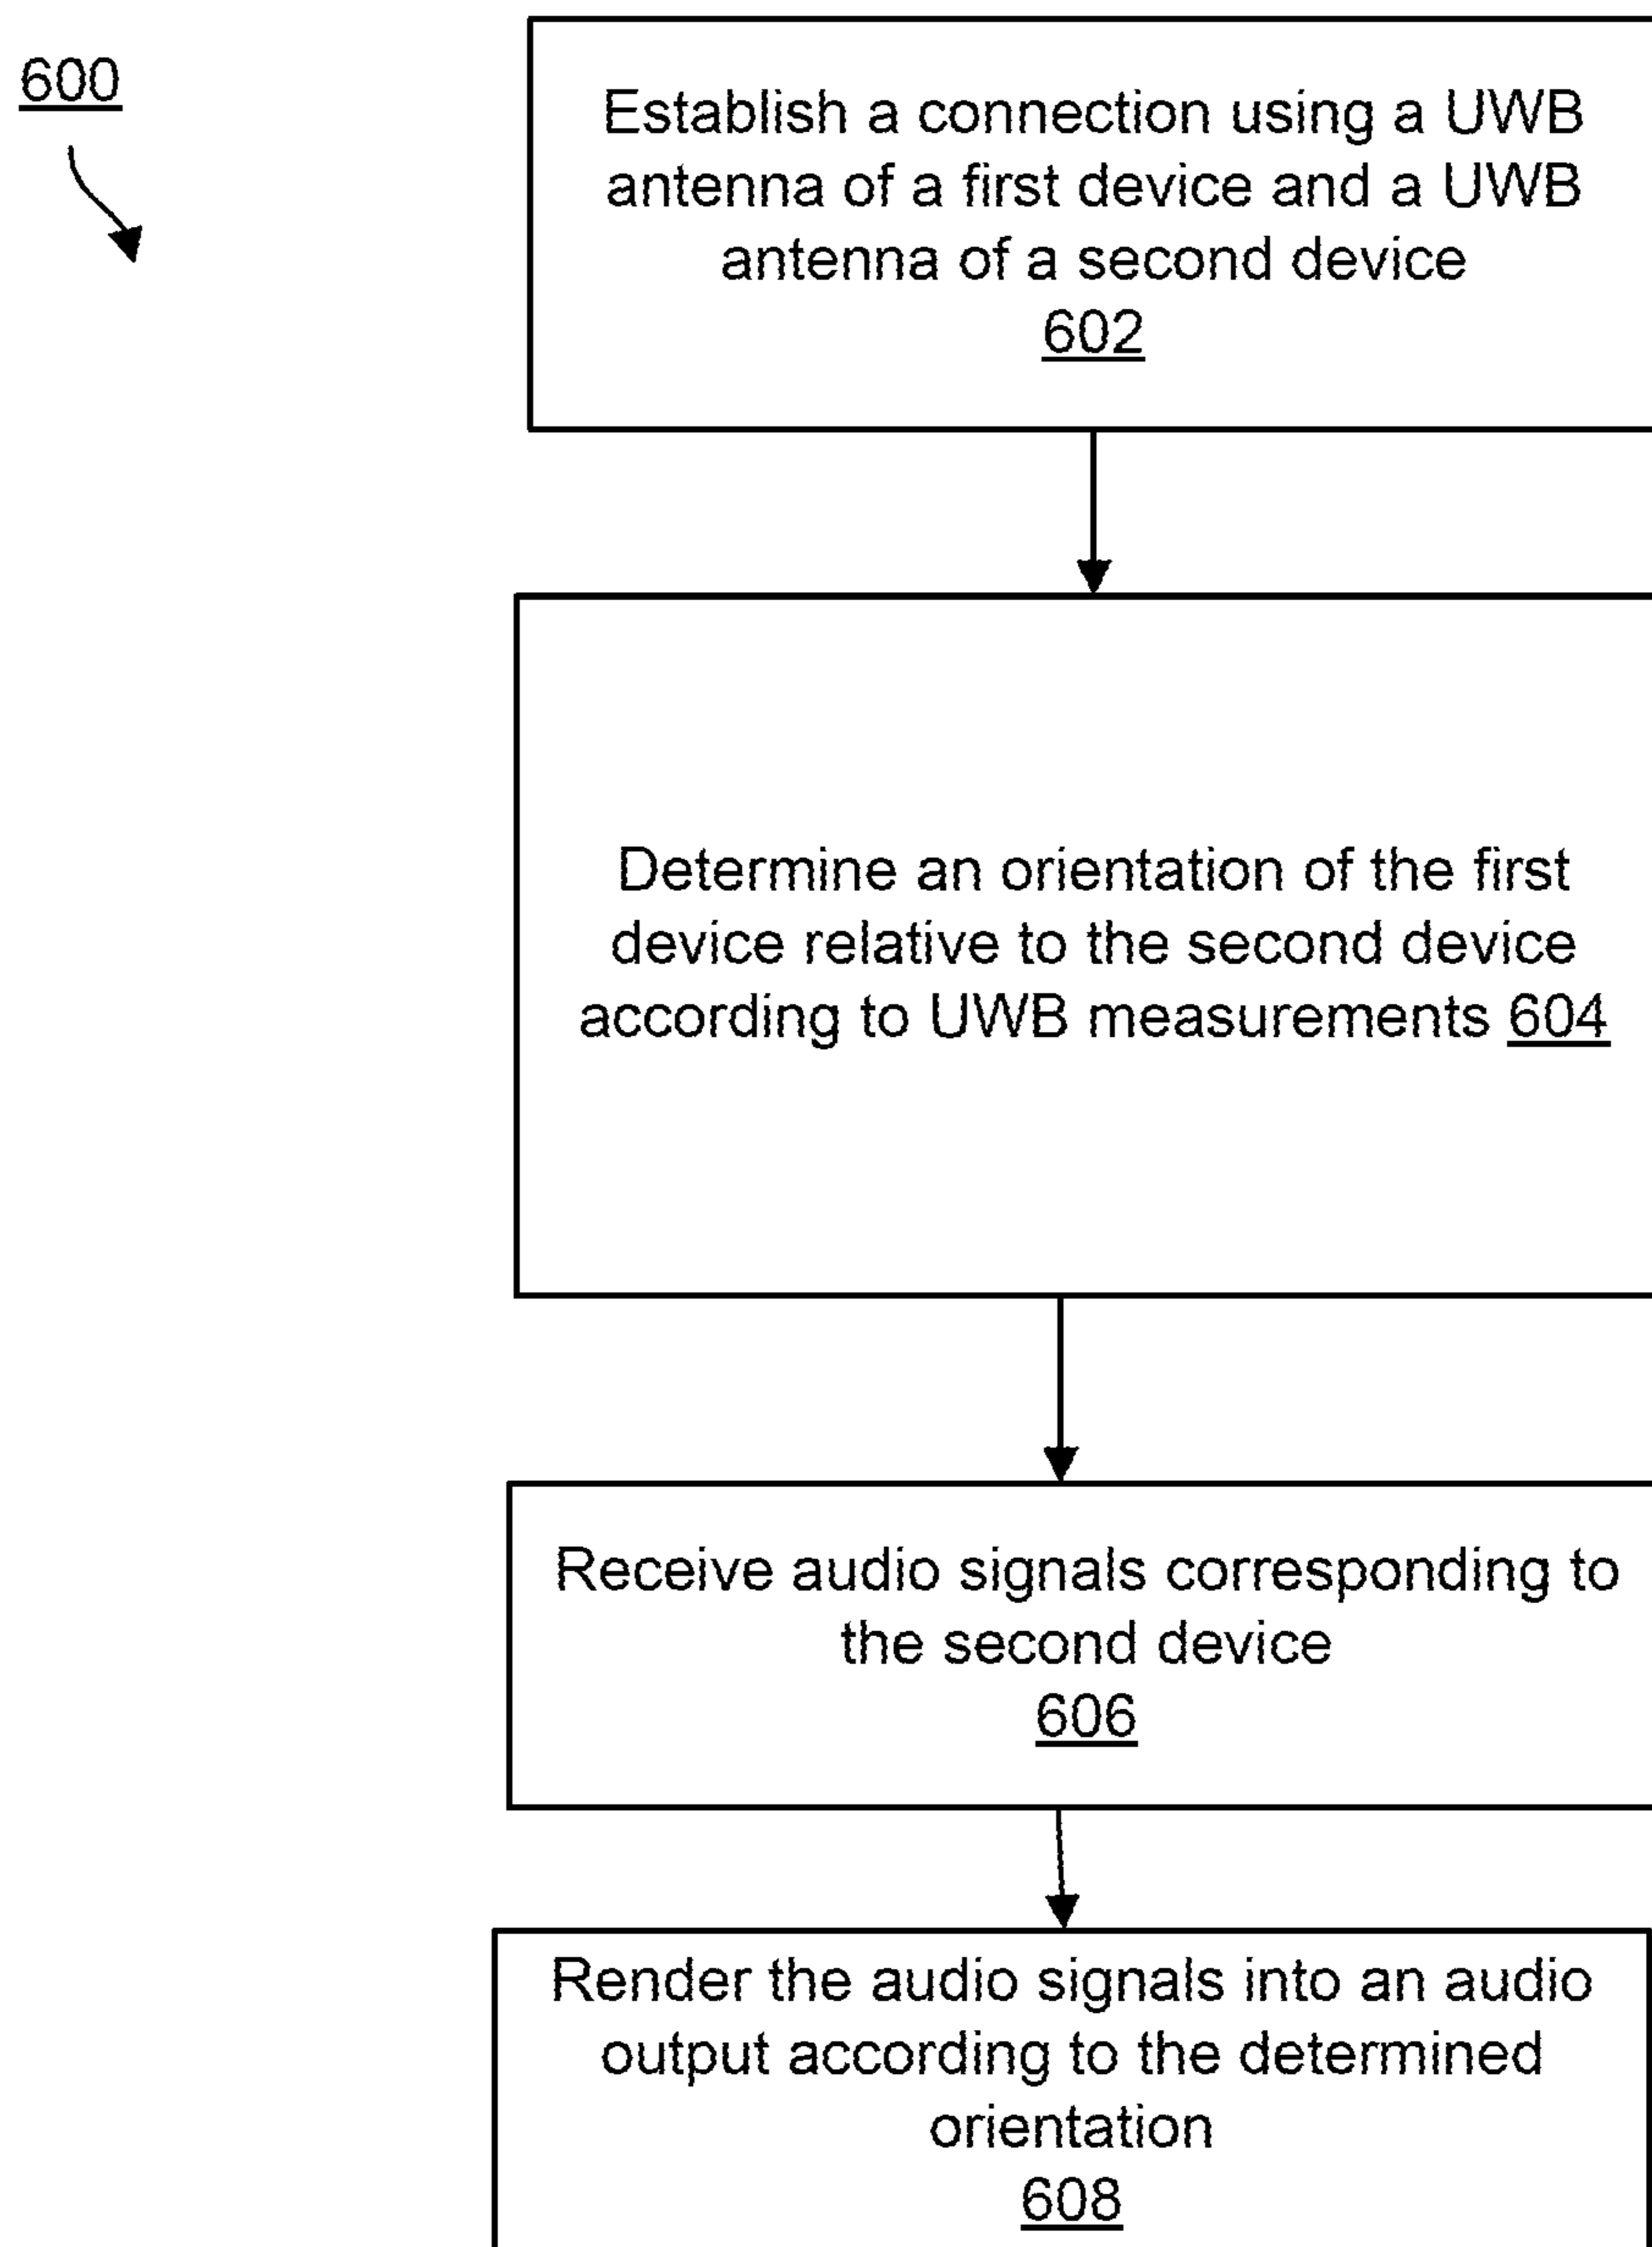 600
Establish a connection using a UWB
antenna of a first device and a UWB
antenna of a second device
602
Determine an orientation of the first
device relative to the second device
according to UWB measurements 604
Receive audio signals corresponding to
the second device
606
Render the audio signals into an audio
output according to the determined
orientation
608